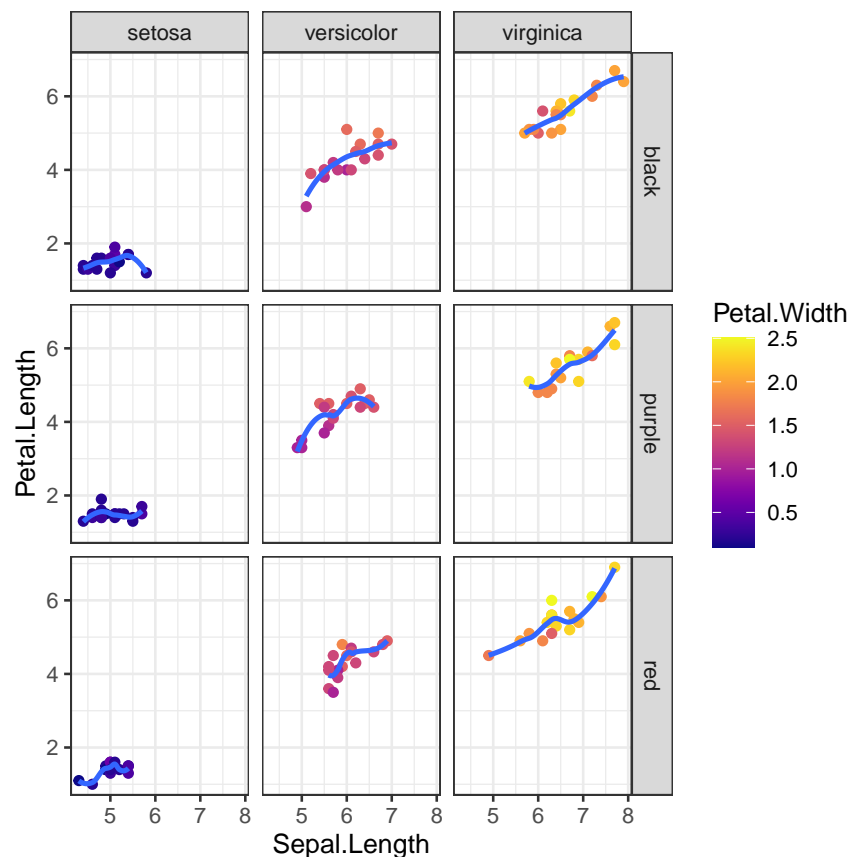 setosa
versicolor
virginica
6
4
2
black
6
4
2
purple
6
4
2
red
Petal.Length
5 6 7 8
5 6 7 8
5 6 7 8
Sepal.Length
Petal.Width
2.5
2.0
1.5
1.0
0.5